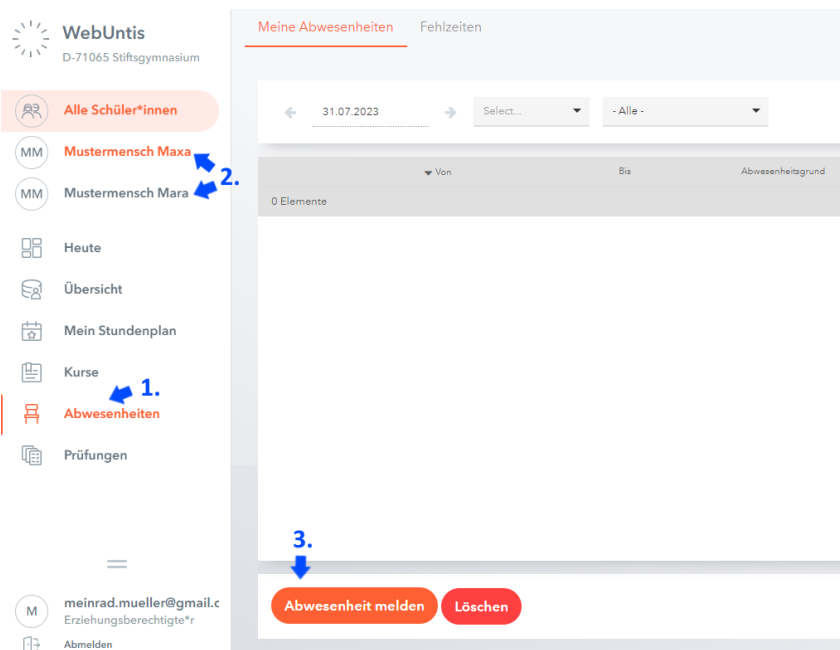 WebUntis
D-71065 Stiftsgymnasium
Alle Schüler*innen
MM Mustermensch Maxa
2.
MM Mustermensch Mara
Heute
Übersicht
Mein Stundenplan
Kurse
1.
Abwesenheiten
Prüfungen
M meinrad.mueller@gmail.c
Erziehungsberechtigte*r
Abmelden
Meine Abwesenheiten Fehlzeiten
31.07.2023 Select... - Alle -
Von Bis Abwesenheitsgrund
0 Elemente
3.
Abwesenheit melden Löschen